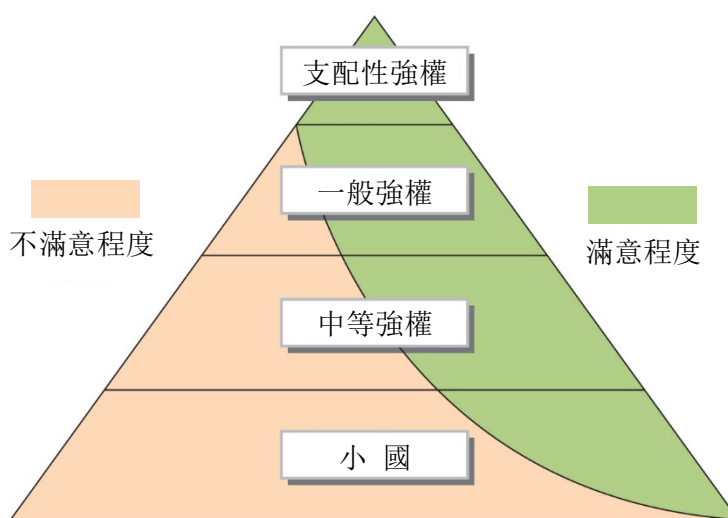 支配性強權
一般強權
不滿意程度
滿意程度
中等強權
小 國